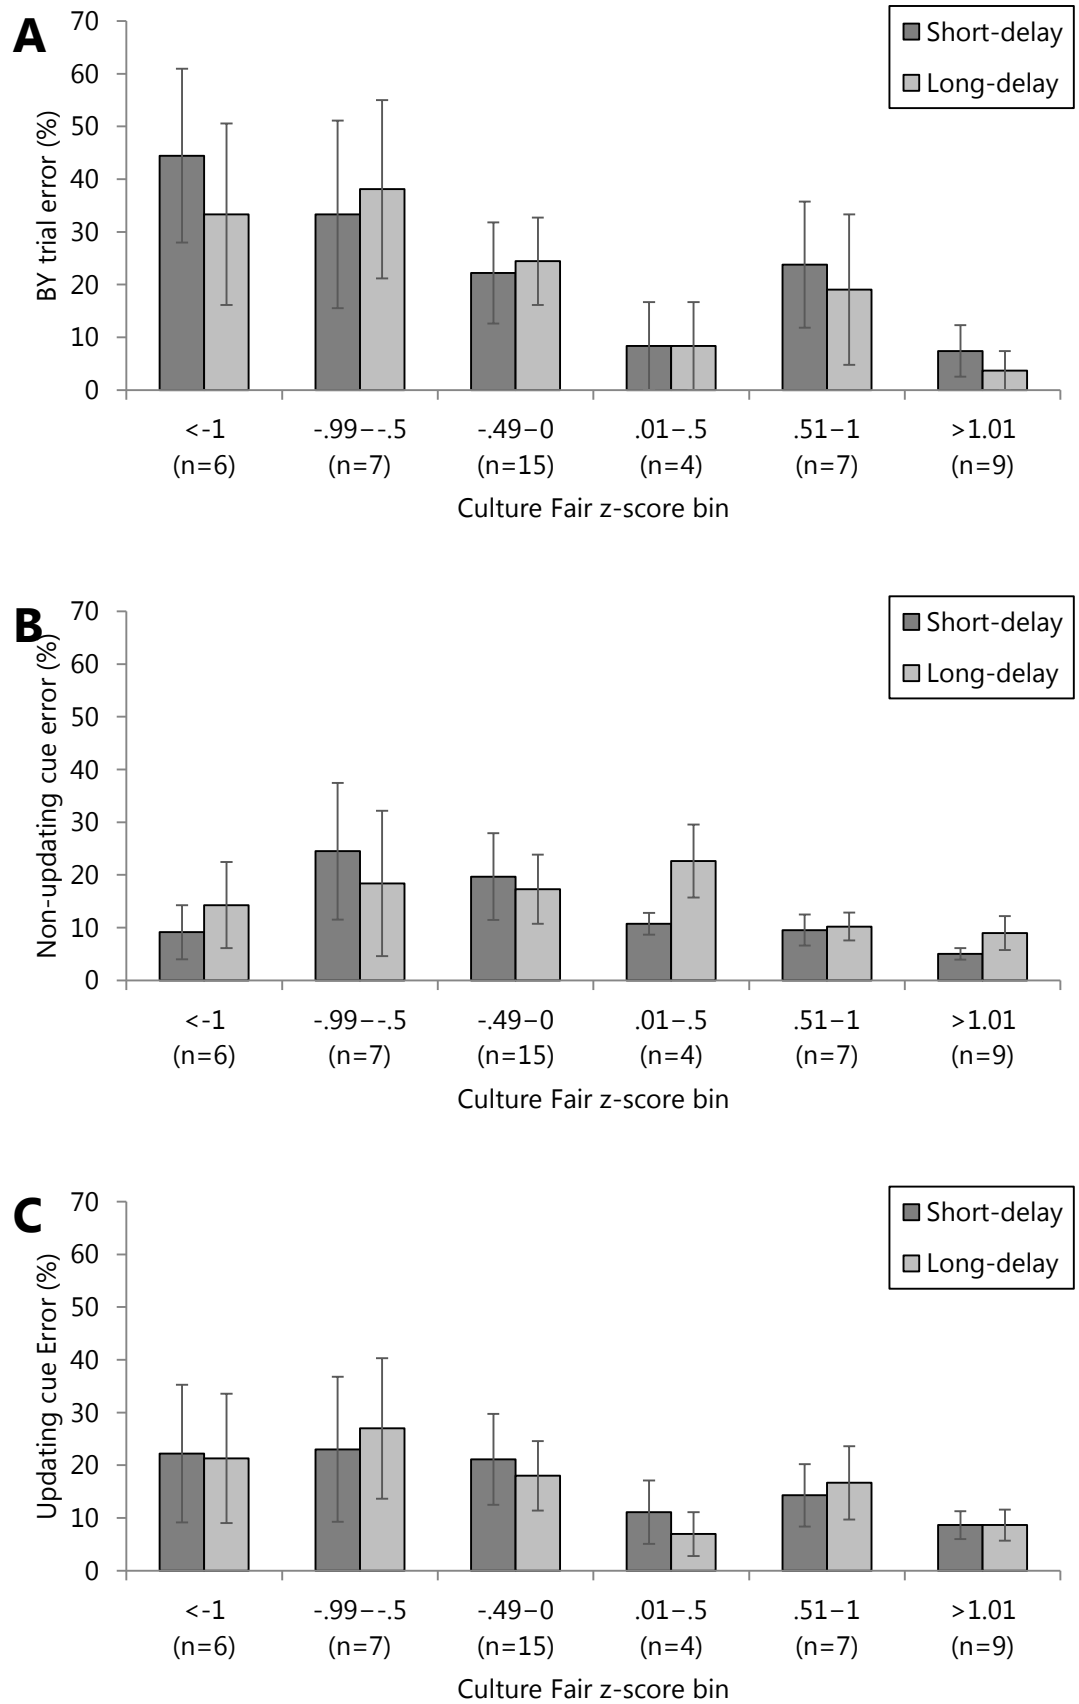 A
BY trial error (%)
70
60
50
40
30
20
10
0
Short-delay
Long-delay
<-1 -.99–-.5 -.49–0 .01–.5 .51–1 >1.01
(n=6) (n=7) (n=15) (n=4) (n=7) (n=9)
Culture Fair z-score bin
B
Non-updating cue error (%)
70
60
50
40
30
20
10
0
Short-delay
Long-delay
<-1 -.99–-.5 -.49–0 .01–.5 .51–1 >1.01
(n=6) (n=7) (n=15) (n=4) (n=7) (n=9)
Culture Fair z-score bin
C
Updating cue Error (%)
70
60
50
40
30
20
10
0
Short-delay
Long-delay
<-1 -.99–-.5 -.49–0 .01–.5 .51–1 >1.01
(n=6) (n=7) (n=15) (n=4) (n=7) (n=9)
Culture Fair z-score bin